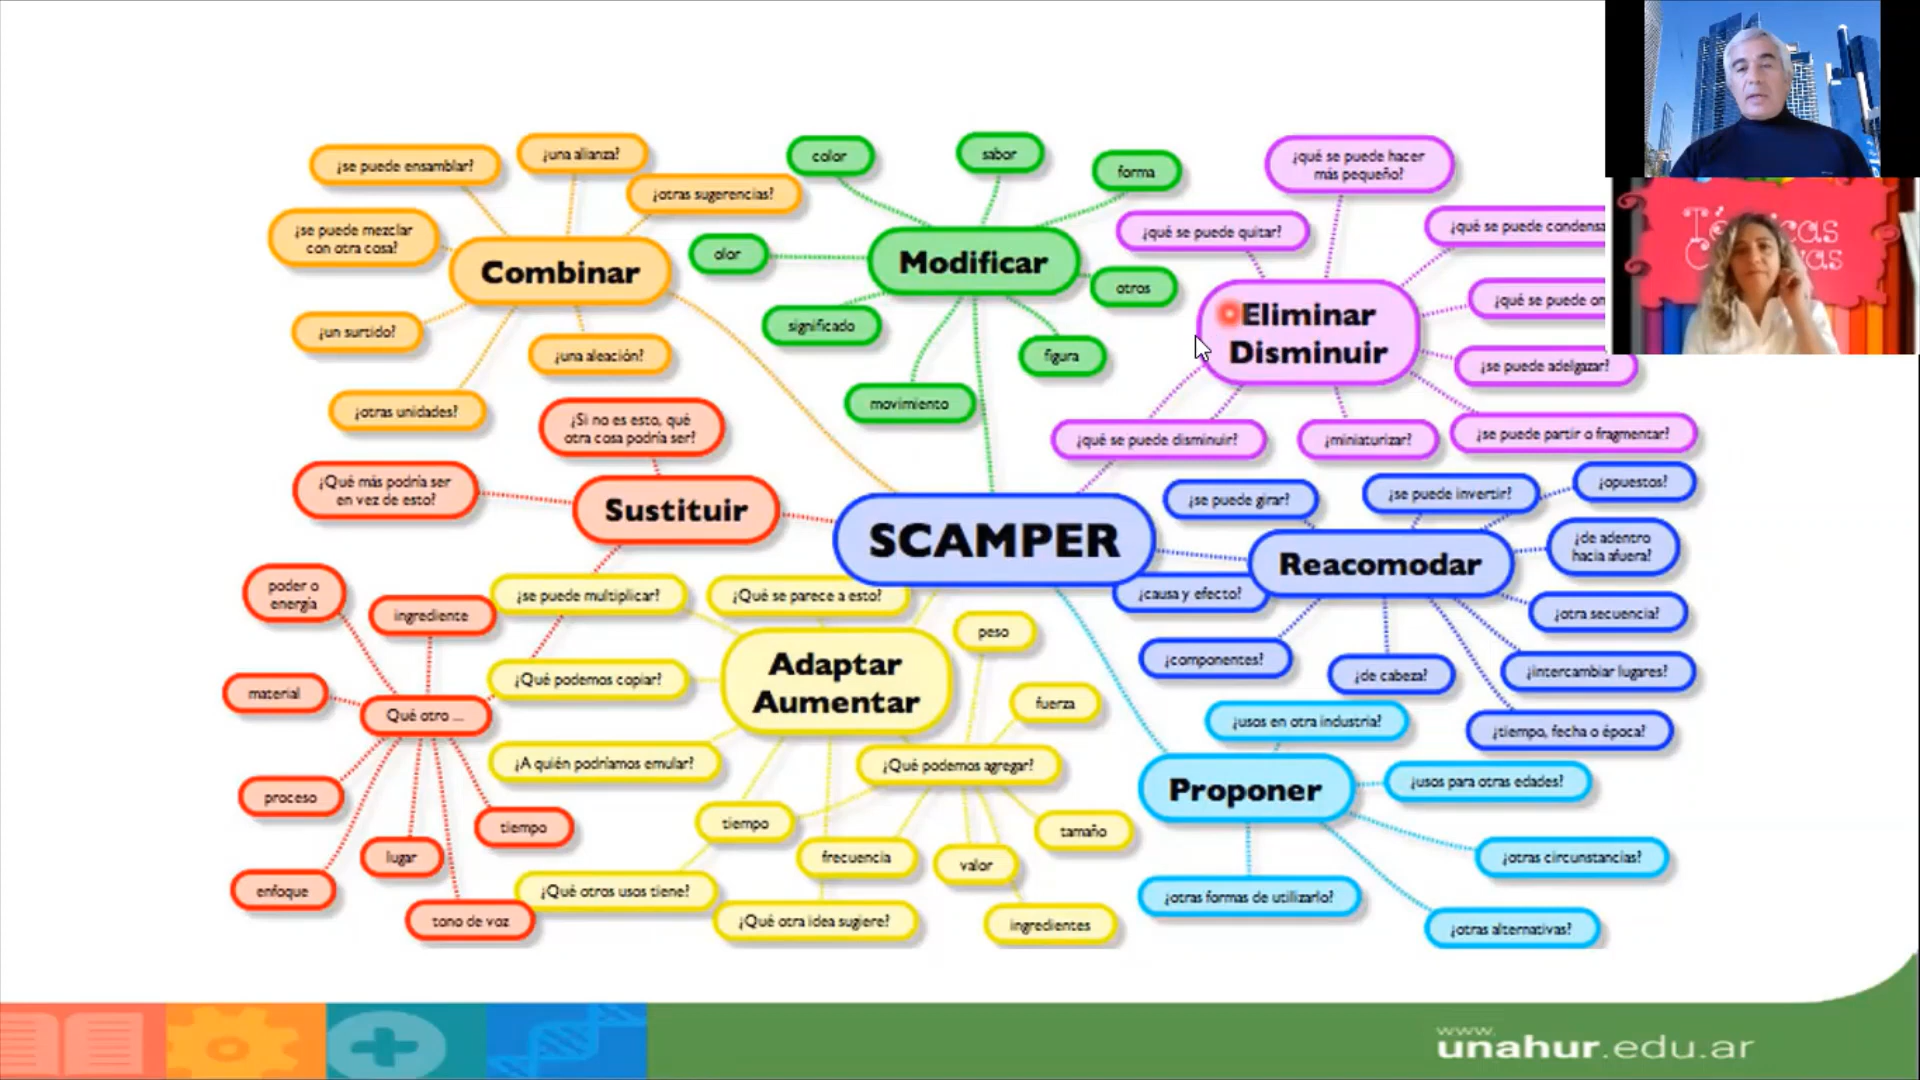 ¿se puede ensamblar?
¿una alianza?
¿otras sugerencias?
¿se puede mezclar
con otra cosa?
Combinar
¿un surtido?
¿una aleación?
¿otras unidades?
color
sabor
forma
olor
Modificar
otros
significado
figura
movimiento
¿qué se puede hacer
más pequeño?
¿qué se puede quitar?
¿qué se puede
Eliminar
Disminuir
¿qué se puede
¿se puede adelgazar?
¿qué se puede disminuir?
¿miniaturizar?
¿se puede partir o fragmentar?
¿Si no es esto, qué
otra cosa podría ser?
¿Qué más podría ser
en vez de esto?
Sustituir
SCAMPER
¿se puede girar?
¿se puede invertir?
¿opuestos?
¿de adentro
hacia afuera?
Reacomodar
¿causa y efecto?
¿otra secuencia?
¿componentes?
¿de cabeza?
¿intercambiar lugares?
¿tiempo, fecha o época?
poder o
energía
ingrediente
material
Qué otro ...
proceso
tiempo
lugar
enfoque
tono de voz
¿se puede multiplicar?
¿Qué se parece a esto?
peso
Adaptar
Aumentar
¿Qué podemos copiar?
fuerza
¿A quién podríamos emular?
¿Qué podemos agregar?
tiempo
tamaño
frecuencia
valor
¿Qué otros usos tiene?
¿Qué otra idea sugiere?
ingredientes
¿usos en otra industria?
Proponer
¿usos para otras edades?
¿otras circunstancias?
¿otras formas de utilizarlo?
¿otras alternativas?
www.
unahur.edu.ar